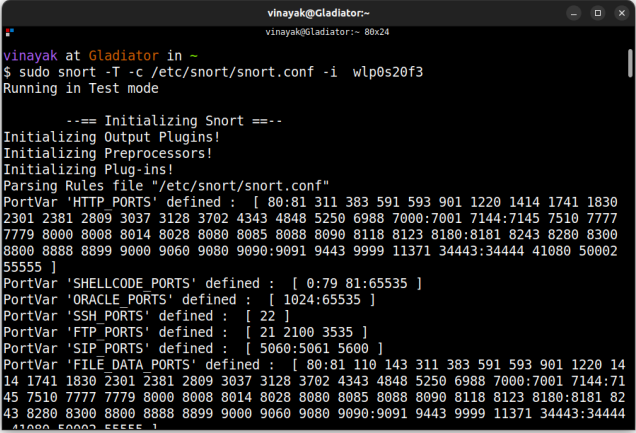 vinayak@Gladiator:~
vinayak@Gladiator:~ 80x24
vinayak at Gladiator in ~
$ sudo snort -T -c /etc/snort/snort.conf -i  wlp0s20f3
Running in Test mode
--== Initializing Snort ==--
Initializing Output Plugins!
Initializing Preprocessors!
Initializing Plug-ins!
Parsing Rules file "/etc/snort/snort.conf"
PortVar 'HTTP_PORTS' defined :  [ 80:81 311 383 591 593 901 1220 1414 1741 1830
2301 2381 2809 3037 3128 3702 4343 4848 5250 6988 7000:7001 7144:7145 7510 7777
7779 8000 8008 8014 8028 8080 8085 8088 8090 8118 8123 8180:8181 8243 8280 8300
8800 8888 8899 9000 9060 9080 9090:9091 9443 9999 11371 34443:34444 41080 50002
55555 ]
PortVar 'SHELLCODE_PORTS' defined :  [ 0:79 81:65535 ]
PortVar 'ORACLE_PORTS' defined :  [ 1024:65535 ]
PortVar 'SSH_PORTS' defined :  [ 22 ]
PortVar 'FTP_PORTS' defined :  [ 21 2100 3535 ]
PortVar 'SIP_PORTS' defined :  [ 5060:5061 5600 ]
PortVar 'FILE_DATA_PORTS' defined :  [ 80:81 110 143 311 383 591 593 901 1220 14
14 1741 1830 2301 2381 2809 3037 3128 3702 4343 4848 5250 6988 7000:7001 7144:71
45 7510 7777 7779 8000 8008 8014 8028 8080 8085 8088 8090 8118 8123 8180:8181 82
43 8280 8300 8800 8888 8899 9000 9060 9080 9090:9091 9443 9999 11371 34443:34444
41080 50002 55555 ]